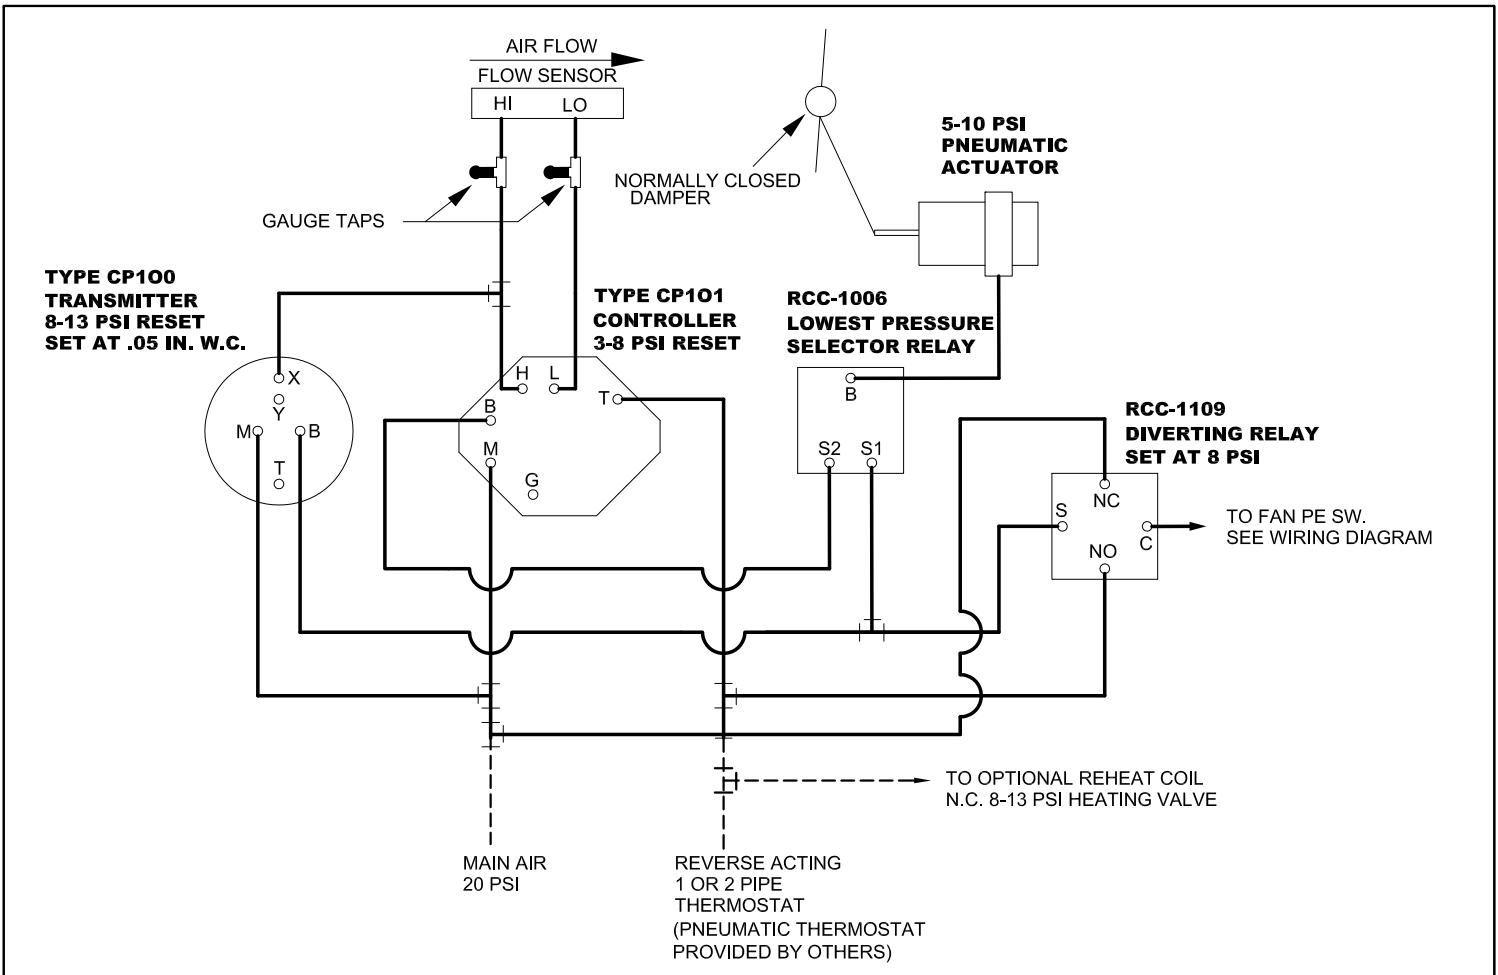 AIR FLOW
FLOW SENSOR
HI
LO
5-10 PSI
PNEUMATIC
ACTUATOR
NORMALLY CLOSED
DAMPER
GAUGE TAPS
TYPE CP100
TRANSMITTER
8-13 PSI RESET
SET AT .05 IN. W.C.
TYPE CP101
CONTROLLER
3-8 PSI RESET
RCC-1006
LOWEST PRESSURE
SELECTOR RELAY
RCC-1109
DIVERTING RELAY
SET AT 8 PSI
X
Y
M
B
T
H
L
T
B
M
G
B
S2
S1
NC
S
C
NO
TO FAN PE SW.
SEE WIRING DIAGRAM
TO OPTIONAL REHEAT COIL
N.C. 8-13 PSI HEATING VALVE
MAIN AIR
20 PSI
REVERSE ACTING
1 OR 2 PIPE
THERMOSTAT
(PNEUMATIC THERMOSTAT
PROVIDED BY OTHERS)